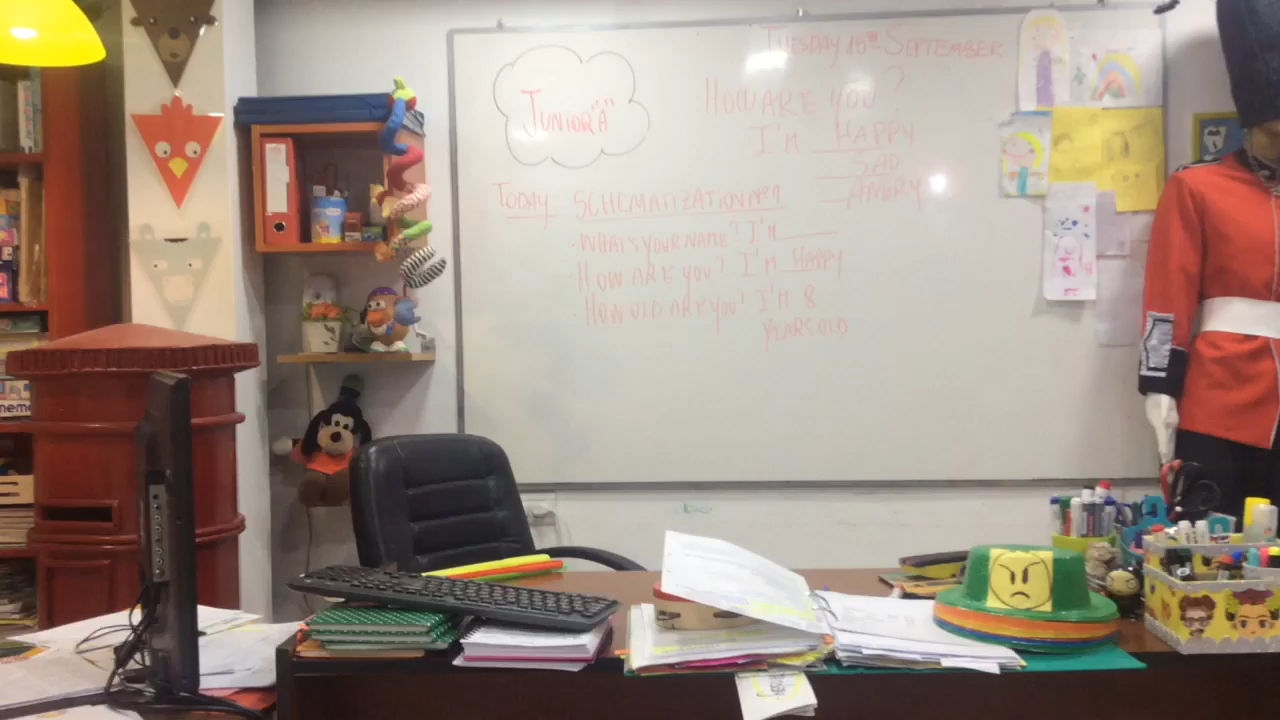 TUESDAY 15TH SEPTEMBER
JUNIOR "A"
HOW ARE YOU?
I'M HAPPY
SAD
ANGRY
TODAY SCHEMATIZATION Nº1
· WHAT'S YOUR NAME? I'M ______
· HOW ARE YOU? I'M HAPPY
· HOW OLD ARE YOU? I'M 8
YEARS OLD